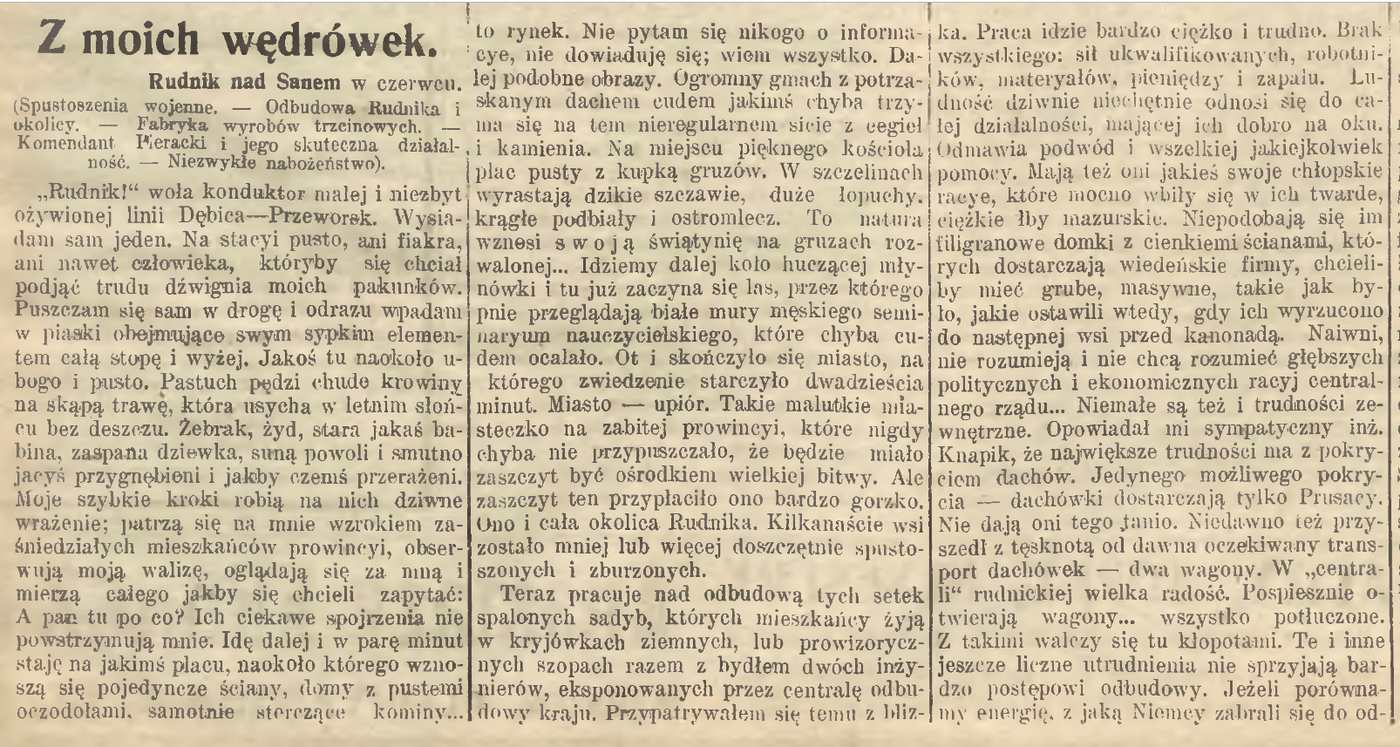 Z moich wędrówek.
Rudnik nad Sanem w czerwcu.
(Spustoszenia wojenne. — Odbudowa Rudnika i
okolicy. — Fabryka wyrobów trzcinowych. —
Komendant Pieracki i jego skuteczna działal-
ność. — Niezwykłe nabożeństwo).
„Rudnik!“ woła konduktor małej i niezbyt
ożywionej linii Dębica—Przeworsk. Wysia-
dam sam jeden. Na stacyi pusto, ani fiakra,
ani nawet człowieka, któryby się chciał
podjąć trudu dźwignia moich pakunków.
Puszczam się sam w drogę i odrazu wpadam
w piaski obejmujące swym sypkim elemen-
tem całą stopę i wyżej. Jakoś tu naokoło u-
bogo i pusto. Pastuch pędzi chude krowiny
na skąpą trawę, która usycha w letnim słoń-
cu bez deszczu. Żebrak, żyd, stara jakaś ba-
bina, zaspana dziewka, suną powoli i smutno
jacyś przygnębieni i jakby czemś przerażeni.
Moje szybkie kroki robią na nich dziwne
wrażenie; patrzą się na mnie wzrokiem za-
śniedziałych mieszkańców prowincyi, obser-
wują moją walizę, oglądają się za mną i
mierzą całego jakby się chcieli zapytać:
A pan tu po co? Ich ciekawe spojrzenia nie
powstrzymują mnie. Idę dalej i w parę minut
staję na jakimś placu, naokoło którego wzno-
szą się pojedyncze ściany, domy z pustemi
oczodołami, samotnie sterczące kominy...
to rynek. Nie pytam się nikogo o informa-
cye, nie dowiaduję się; wiem wszystko. Da-
lej podobne obrazy. Ogromny gmach z potrza-
skanym dachem cudem jakimś chyba trzy-
ma się na tem nieregularnem sicie z cegieł
i kamienia. Na miejscu pięknego kościoła
plac pusty z kupką gruzów. W szczelinach
wyrastają dzikie szczawie, duże łopuchy,
krągłe podbiały i ostromlecz. To natura
wznosi swoją świątynię na gruzach roz-
walonej... Idziemy dalej koło huczącej mły-
nówki i tu już zaczyna się las, przez którego
pnie przeglądają białe mury męskiego semi-
naryum nauczycielskiego, które chyba cu-
dem ocalało. Ot i skończyło się miasto, na
którego zwiedzenie starczyło dwadzieścia
minut. Miasto — upiór. Takie malutkie mia-
steczko na zabitej prowincyi, które nigdy
chyba nie przypuszczało, że będzie miało
zaszczyt być ośrodkiem wielkiej bitwy. Ale
zaszczyt ten przypłaciło ono bardzo gorzko.
Ono i cała okolica Rudnika. Kilkanaście wsi
zostało mniej lub więcej doszczętnie spusto-
szonych i zburzonych.
Teraz pracuje nad odbudową tych setek
spalonych sadyb, których mieszkańcy żyją
w kryjówkach ziemnych, lub prowizorycz-
nych szopach razem z bydłem dwóch inży-
nierów, eksponowanych przez centralę odbu-
dowy kraju. Przypatrywałem się temu z bliz-
ka. Praca idzie bardzo ciężko i trudno. Brak
wszystkiego: sił ukwalifikowanych, robotni-
ków, materyałów, pieniędzy i zapału. Lu-
dność dziwnie niechętnie odnosi się do ca-
łej działalności, mającej ich dobro na oku.
Odmawia podwód i wszelkiej jakiejkolwiek
pomocy. Mają też oni jakieś swoje chłopskie
racye, które mocno wbiły się w ich twarde,
ciężkie łby mazurskie. Niepodobają się im
filigranowe domki z cienkiemi ścianami, któ-
rych dostarczają wiedeńskie firmy, chcieli-
by mieć grube, masywne, takie jak by-
ło, jakie ostawili wtedy, gdy ich wyrzucono
do następnej wsi przed kanonadą. Naiwni,
nie rozumieją i nie chcą rozumieć głębszych
politycznych i ekonomicznych racyj central-
nego rządu... Niemałe są też i trudności ze-
wnętrzne. Opowiadał mi sympatyczny inż.
Knapik, że największe trudności ma z pokry-
ciem dachów. Jedynego możliwego pokry-
cia — dachówki dostarczają tylko Prusacy.
Nie dają oni tego tanio. Niedawno też przy-
szedł z tęsknotą od dawna oczekiwany trans-
port dachówek — dwa wagony. W „centra-
li“ rudnickiej wielka radość. Pospiesznie o-
twierają wagony... wszystko potłuczone.
Z takimi walczy się tu kłopotami. Te i inne
jeszcze liczne utrudnienia nie sprzyjają bar-
dzo postępowi odbudowy. Jeżeli porówna-
my energię, z jaką Niemcy zabrali się do od-